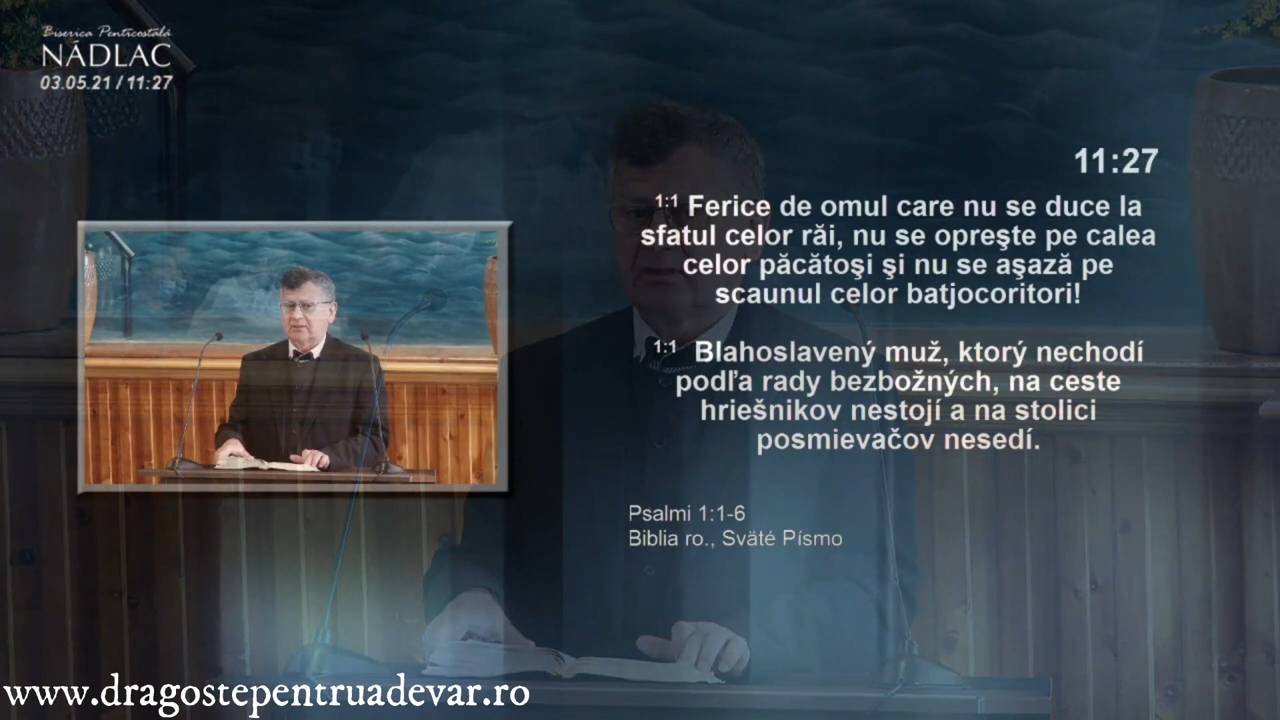 Biserica Penticostală
NĂDLAC
03.05.21 / 11:27
11:27
1:1 Ferice de omul care nu se duce la
sfatul celor răi, nu se opreşte pe calea
celor păcătoşi şi nu se aşază pe
scaunul celor batjocoritori!
1:1 Blahoslavený muž, ktorý nechodí
podľa rady bezbožných, na ceste
hriešnikov nestojí a na stolici
posmievačov nesedí.
Psalmi 1:1-6
Biblia ro., Sväté Písmo
www.dragostepentruadevar.ro